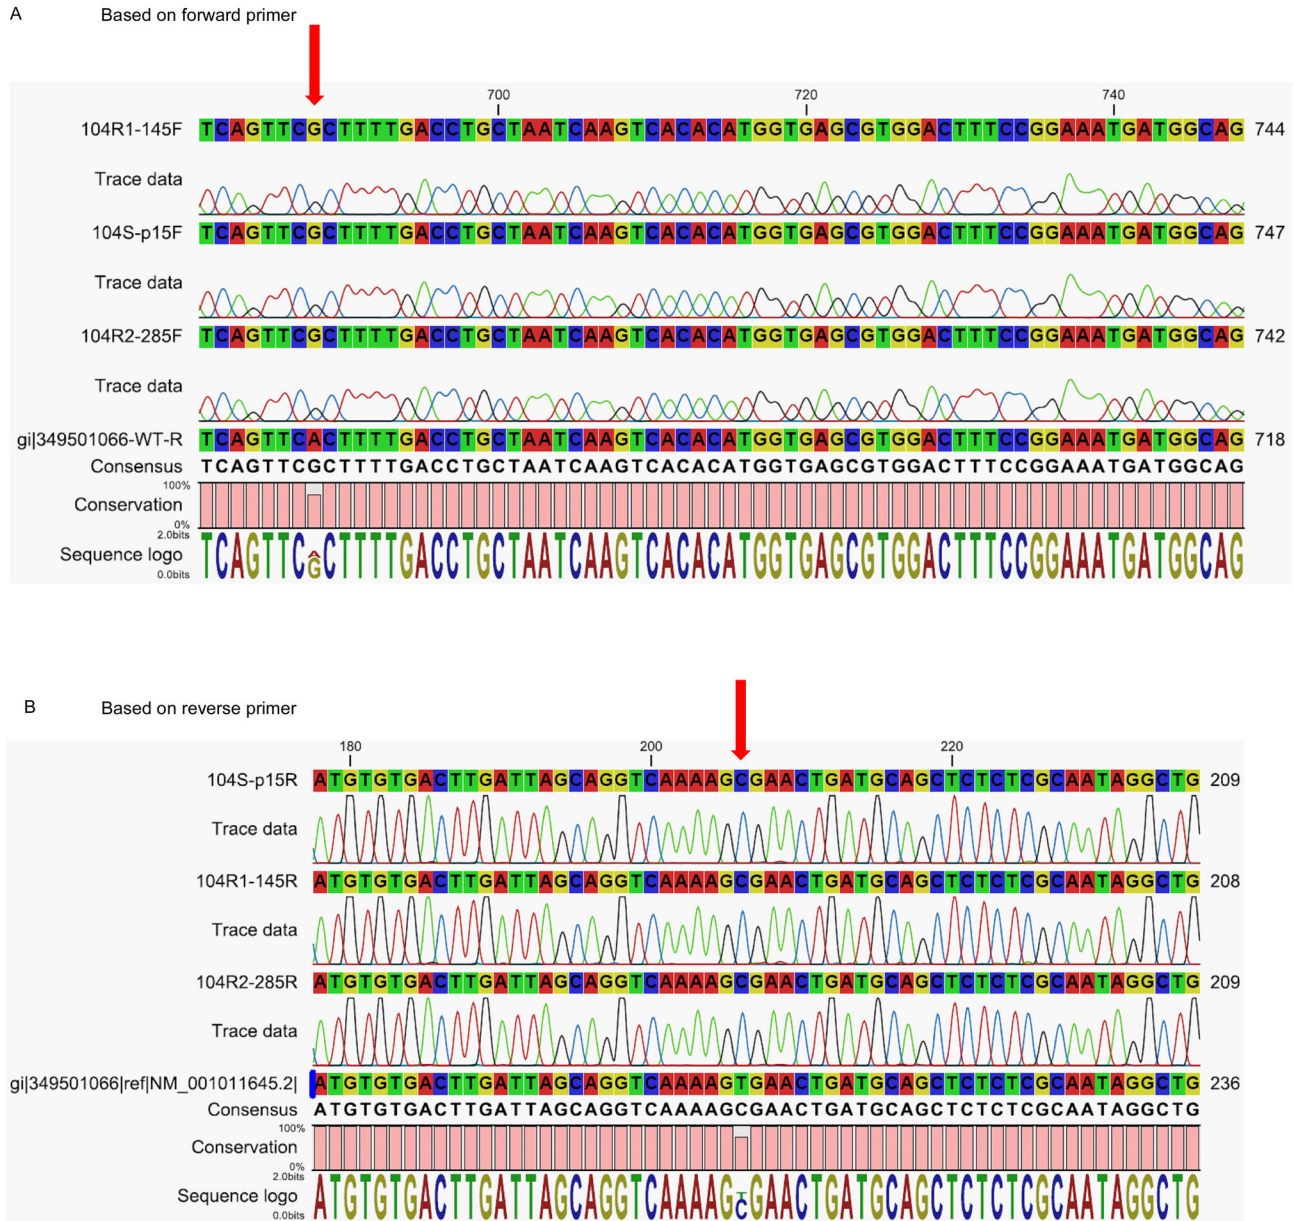 A
Based on forward primer
700 720 740
104R1-145F TCAGTTCGCTTTTGACCTGCTAATCAAGTCACACATGGTGAGCGTGGACTTTCCGGAAATGATGGCAG 744
Trace data
104S-p15F TCAGTTCGCTTTTGACCTGCTAATCAAGTCACACATGGTGAGCGTGGACTTTCCGGAAATGATGGCAG 747
Trace data
104R2-285F TCAGTTCGCTTTTGACCTGCTAATCAAGTCACACATGGTGAGCGTGGACTTTCCGGAAATGATGGCAG 742
Trace data
gi|349501066-WT-R TCAGTTCACTTTTGACCTGCTAATCAAGTCACACATGGTGAGCGTGGACTTTCCGGAAATGATGGCAG 718
Consensus TCAGTTCGCTTTTGACCTGCTAATCAAGTCACACATGGTGAGCGTGGACTTTCCGGAAATGATGGCAG
100%
Conservation
0%
2.0bits
Sequence logo TCAGTTCAGCTTTTGACCTGCTAATCAAGTCACACATGGTGAGCGTGGACTTTCCGGAAATGATGGCAG
0.0bits
B
Based on reverse primer
180 200 220
104S-p15R ATGTGTGACTTGATTAGCAGGTCAAAAGCGAACTGATGCAGCTCTCTCGCAATAGGCTG 209
Trace data
104R1-145R ATGTGTGACTTGATTAGCAGGTCAAAAGCGAACTGATGCAGCTCTCTCGCAATAGGCTG 208
Trace data
104R2-285R ATGTGTGACTTGATTAGCAGGTCAAAAGCGAACTGATGCAGCTCTCTCGCAATAGGCTG 209
Trace data
gi|349501066|ref|NM_001011645.2| ATGTGTGACTTGATTAGCAGGTCAAAAGTGAACTGATGCAGCTCTCTCGCAATAGGCTG 236
Consensus ATGTGTGACTTGATTAGCAGGTCAAAAGCGAACTGATGCAGCTCTCTCGCAATAGGCTG
100%
Conservation
0%
2.0bits
Sequence logo ATGTGTGACTTGATTAGCAGGTCAAAAGTCGAACTGATGCAGCTCTCTCGCAATAGGCTG
0.0bits